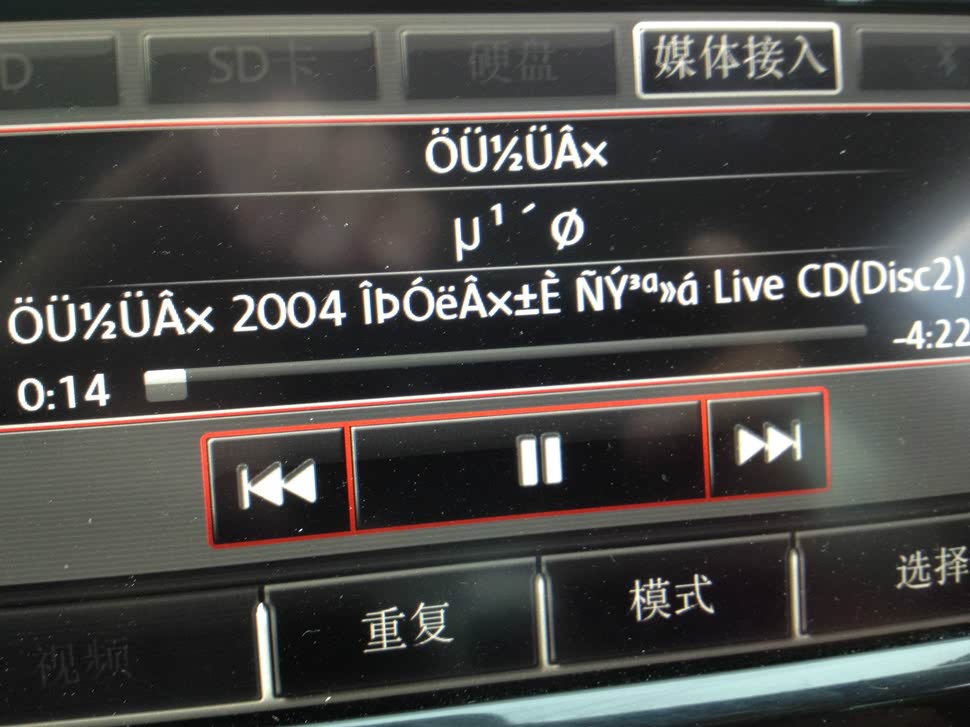 D SD卡 硬盘 媒体接入
ÖÜ½ÜÂ×
µ¹´ø
ÖÜ½ÜÂ× 2004 ÎÞÓëÂ×±È ÑÝ³ª»á Live CD(Disc2)
0:14 -4:22
视频 重复 模式 选择